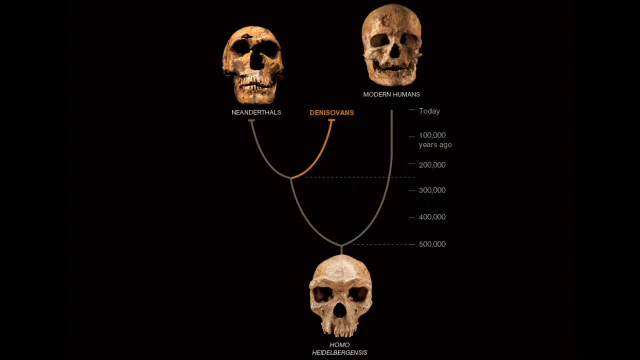 NEANDERTHALS
DENISOVANS
MODERN HUMANS
Today
100,000
years ago
200,000
300,000
400,000
500,000
HOMO
HEIDELBERGENSIS